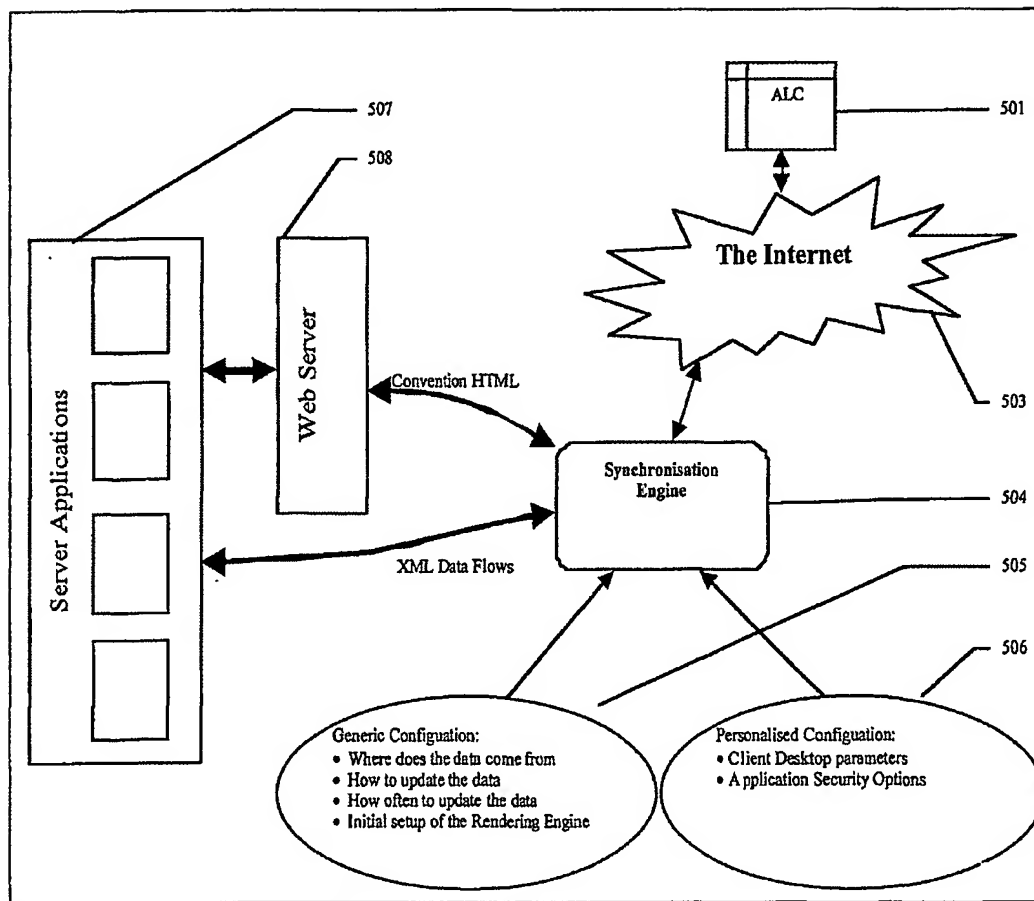 507
508
ALC
501
The Internet
503
Server Applications
Web Server
Convention HTML
Synchronisation
Engine
504
XML Data Flows
505
506
Generic Configuation:
• Where does the data come from
• How to update the data
• How often to update the data
• Initial setup of the Rendering Engine
Personalised Configuation:
• Client Desktop parameters
• Application Security Options